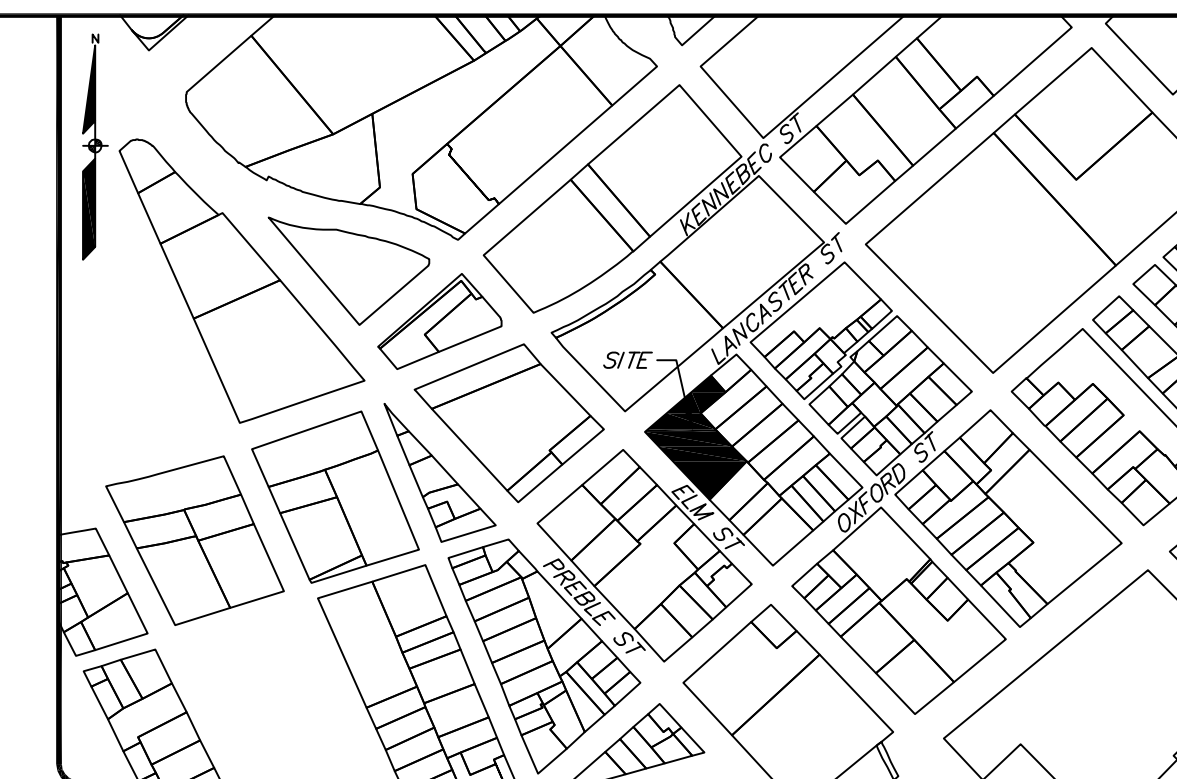 N
KENNEBEC ST
LANCASTER ST
SITE
OXFORD ST
ELM ST
PREBLE ST